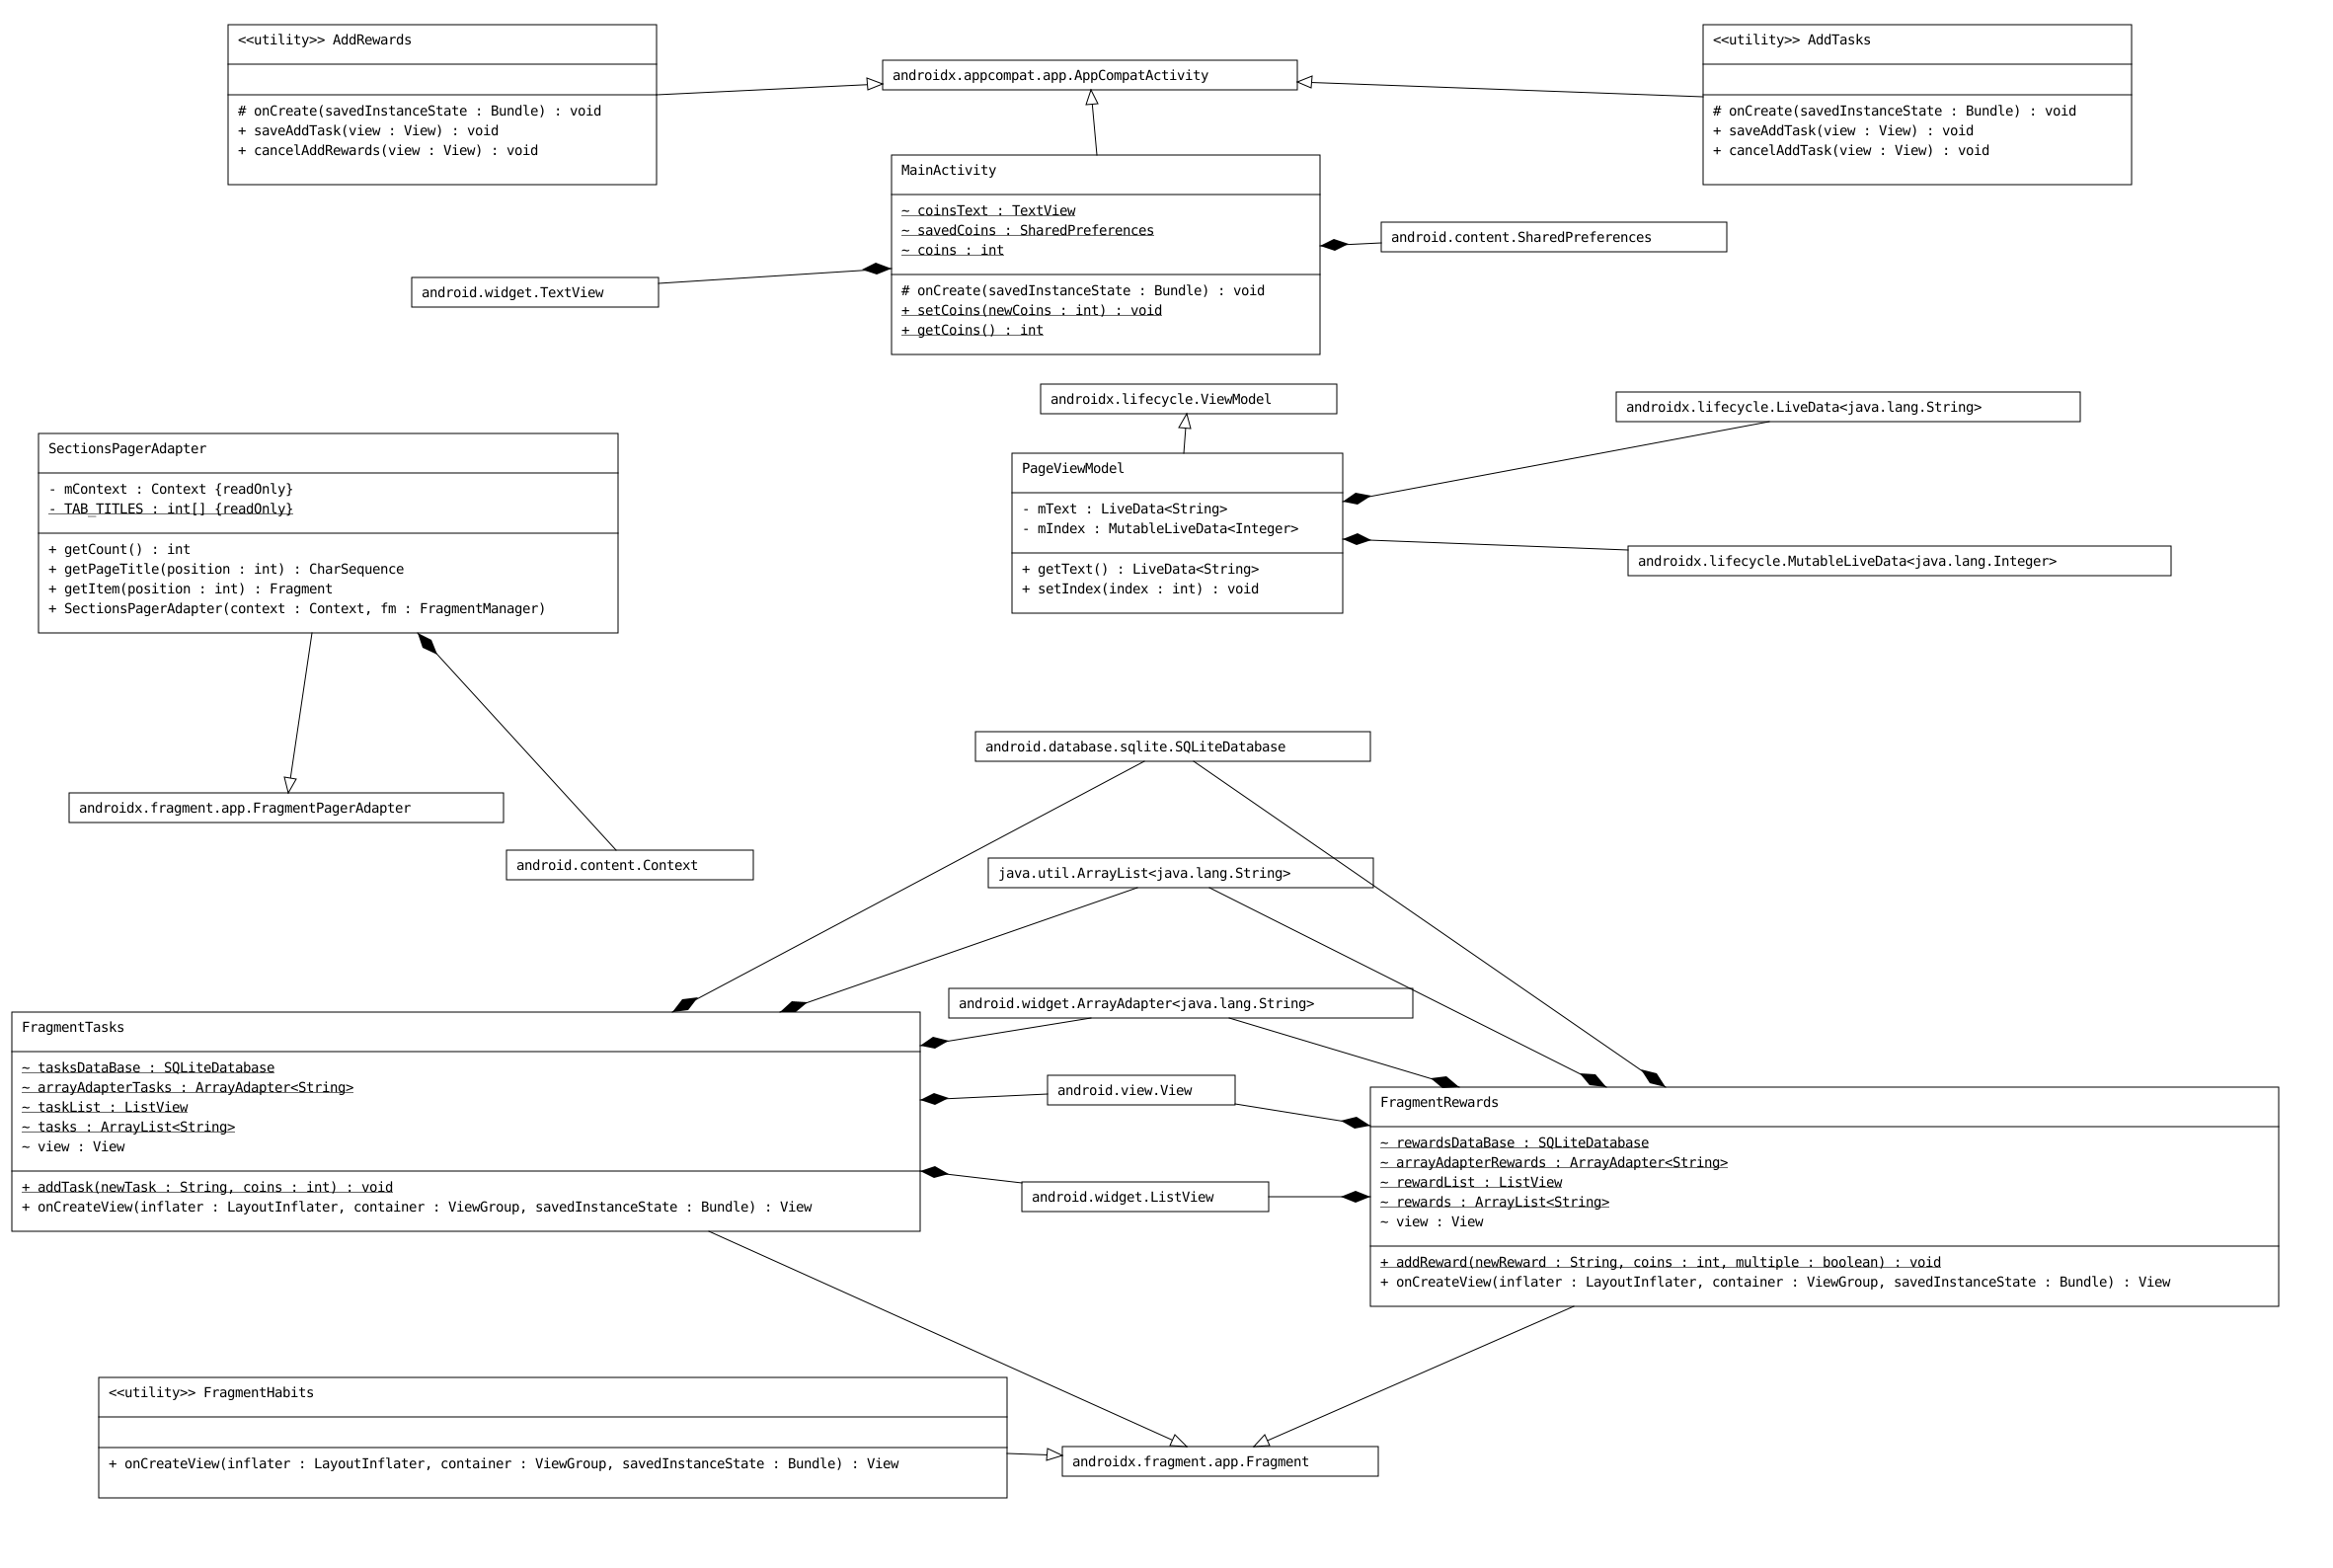 <<utility>> AddRewards
# onCreate(savedInstanceState : Bundle) : void
+ saveAddTask(view : View) : void
+ cancelAddRewards(view : View) : void
androidx.appcompat.app.AppCompatActivity
<<utility>> AddTasks
# onCreate(savedInstanceState : Bundle) : void
+ saveAddTask(view : View) : void
+ cancelAddTask(view : View) : void
MainActivity
~ coinsText : TextView
~ savedCoins : SharedPreferences
~ coins : int
# onCreate(savedInstanceState : Bundle) : void
+ setCoins(newCoins : int) : void
+ getCoins() : int
android.content.SharedPreferences
android.widget.TextView
androidx.lifecycle.ViewModel
androidx.lifecycle.LiveData<java.lang.String>
SectionsPagerAdapter
- mContext : Context {readOnly}
- TAB_TITLES : int[] {readOnly}
+ getCount() : int
+ getPageTitle(position : int) : CharSequence
+ getItem(position : int) : Fragment
+ SectionsPagerAdapter(context : Context, fm : FragmentManager)
PageViewModel
- mText : LiveData<String>
- mIndex : MutableLiveData<Integer>
+ getText() : LiveData<String>
+ setIndex(index : int) : void
androidx.lifecycle.MutableLiveData<java.lang.Integer>
android.database.sqlite.SQLiteDatabase
androidx.fragment.app.FragmentPagerAdapter
android.content.Context
java.util.ArrayList<java.lang.String>
android.widget.ArrayAdapter<java.lang.String>
FragmentTasks
~ tasksDataBase : SQLiteDatabase
~ arrayAdapterTasks : ArrayAdapter<String>
~ taskList : ListView
~ tasks : ArrayList<String>
~ view : View
+ addTask(newTask : String, coins : int) : void
+ onCreateView(inflater : LayoutInflater, container : ViewGroup, savedInstanceState : Bundle) : View
android.view.View
android.widget.ListView
FragmentRewards
~ rewardsDataBase : SQLiteDatabase
~ arrayAdapterRewards : ArrayAdapter<String>
~ rewardList : ListView
~ rewards : ArrayList<String>
~ view : View
+ addReward(newReward : String, coins : int, multiple : boolean) : void
+ onCreateView(inflater : LayoutInflater, container : ViewGroup, savedInstanceState : Bundle) : View
<<utility>> FragmentHabits
+ onCreateView(inflater : LayoutInflater, container : ViewGroup, savedInstanceState : Bundle) : View
androidx.fragment.app.Fragment